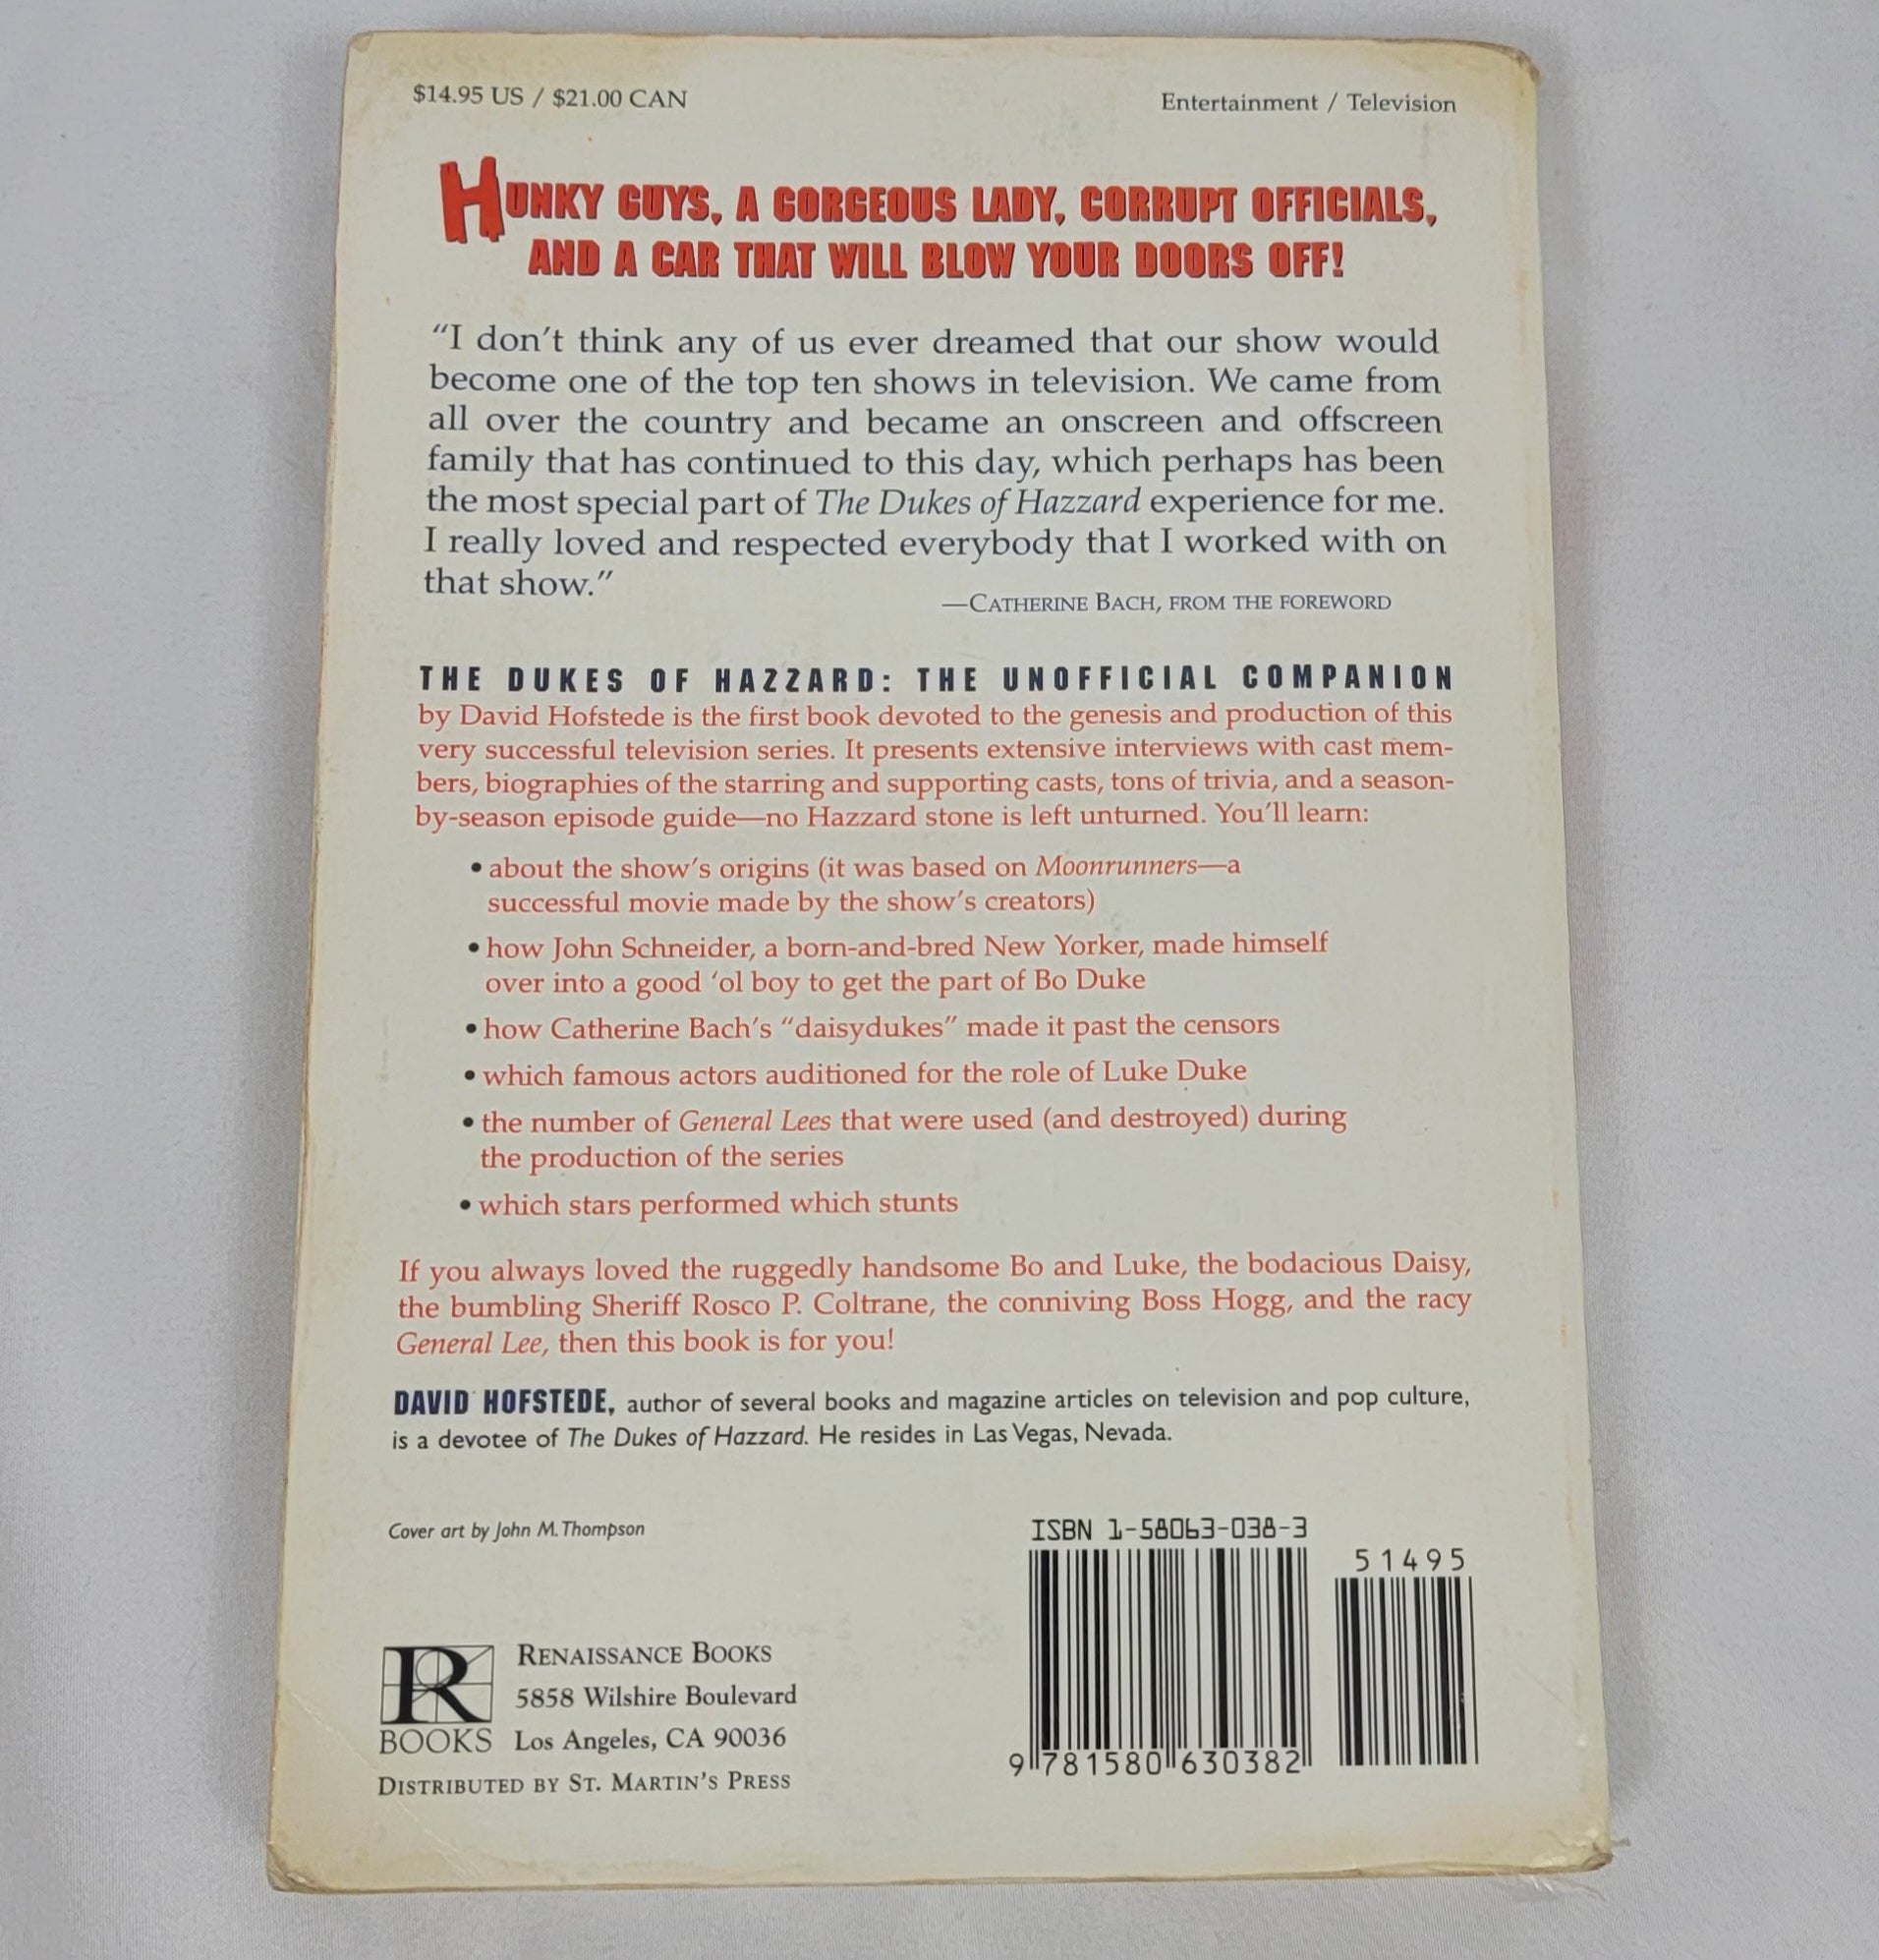 $14.95 US / $21.00 CAN
Entertainment / Television
HUNKY GUYS, A GORGEOUS LADY, CORRUPT OFFICIALS,
AND A CAR THAT WILL BLOW YOUR DOORS OFF!
“I don’t think any of us ever dreamed that our show would
become one of the top ten shows in television. We came from
all over the country and became an onscreen and offscreen
family that has continued to this day, which perhaps has been
the most special part of The Dukes of Hazzard experience for me.
I really loved and respected everybody that I worked with on
that show.”
—CATHERINE BACH, FROM THE FOREWORD
THE DUKES OF HAZZARD: THE UNOFFICIAL COMPANION
by David Hofstede is the first book devoted to the genesis and production of this
very successful television series. It presents extensive interviews with cast mem-
bers, biographies of the starring and supporting casts, tons of trivia, and a season-
by-season episode guide—no Hazzard stone is left unturned. You’ll learn:
• about the show’s origins (it was based on Moonrunners—a
successful movie made by the show’s creators)
• how John Schneider, a born-and-bred New Yorker, made himself
over into a good ‘ol boy to get the part of Bo Duke
• how Catherine Bach’s “daisydukes” made it past the censors
• which famous actors auditioned for the role of Luke Duke
• the number of General Lees that were used (and destroyed) during
the production of the series
• which stars performed which stunts
If you always loved the ruggedly handsome Bo and Luke, the bodacious Daisy,
the bumbling Sheriff Rosco P. Coltrane, the conniving Boss Hogg, and the racy
General Lee, then this book is for you!
DAVID HOFSTEDE, author of several books and magazine articles on television and pop culture,
is a devotee of The Dukes of Hazzard. He resides in Las Vegas, Nevada.
Cover art by John M. Thompson
R
BOOKS
RENAISSANCE BOOKS
5858 Wilshire Boulevard
Los Angeles, CA 90036
DISTRIBUTED BY ST. MARTIN’S PRESS
ISBN 1-58063-038-3
51495
9 781580 630382